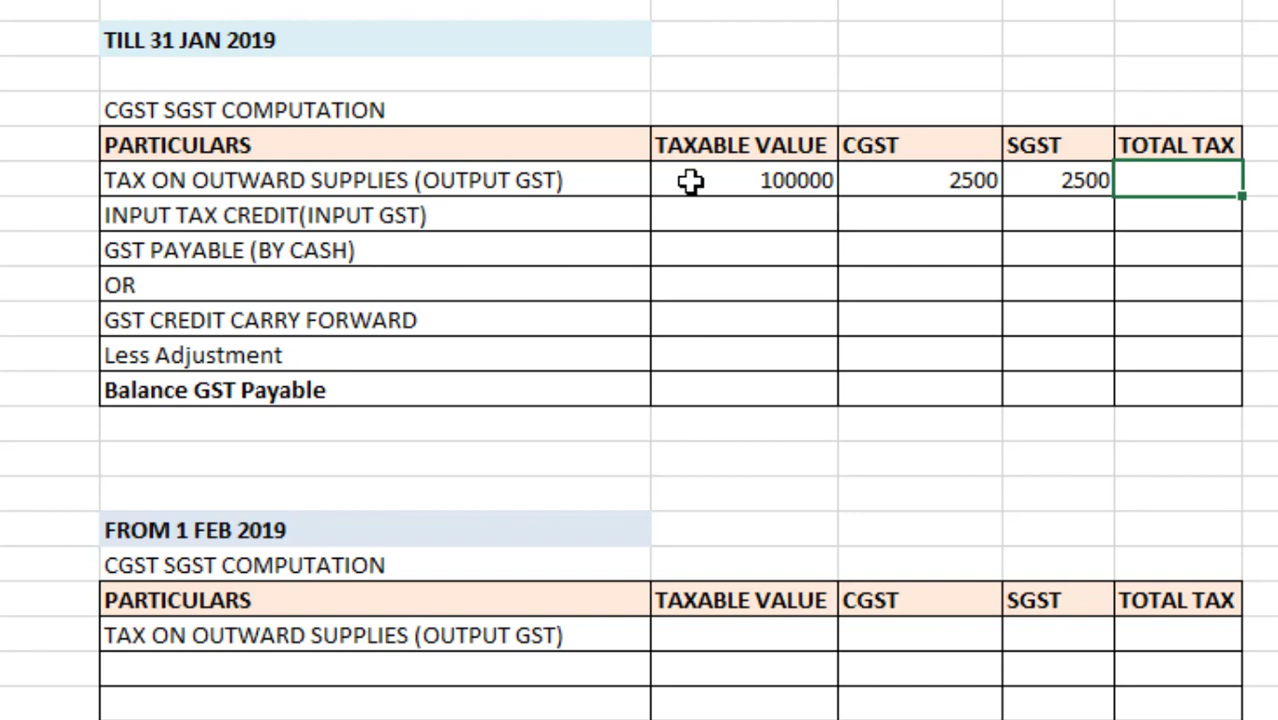 TILL 31 JAN 2019
CGST SGST COMPUTATION
PARTICULARS TAXABLE VALUE CGST SGST TOTAL TAX
TAX ON OUTWARD SUPPLIES (OUTPUT GST) 100000 2500 2500
INPUT TAX CREDIT(INPUT GST)
GST PAYABLE (BY CASH)
OR
GST CREDIT CARRY FORWARD
Less Adjustment
Balance GST Payable
FROM 1 FEB 2019
CGST SGST COMPUTATION
PARTICULARS TAXABLE VALUE CGST SGST TOTAL TAX
TAX ON OUTWARD SUPPLIES (OUTPUT GST)